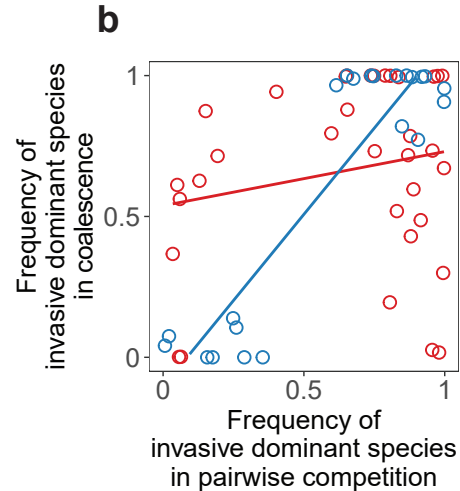 b
Frequency of
invasive dominant species
in coalescence
1
0.5
0
0
0.5
1
Frequency of
invasive dominant species
in pairwise competition